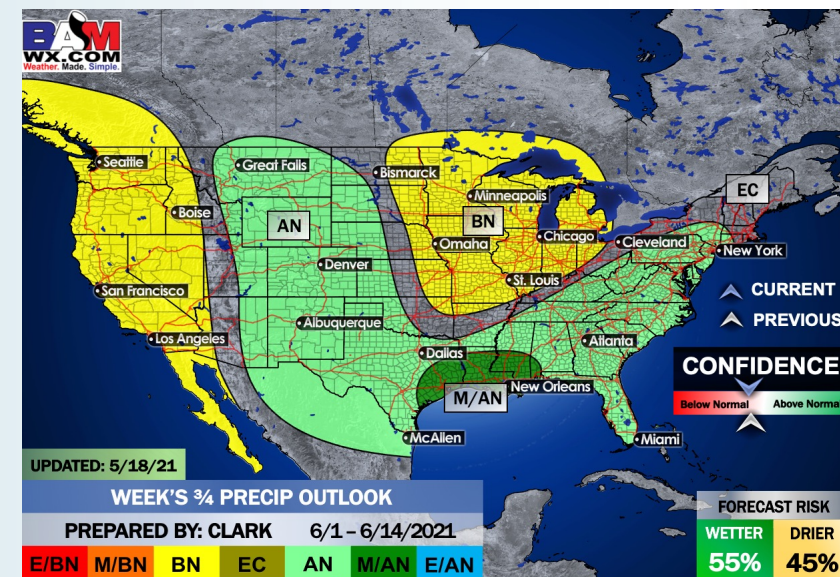 BAM
WX.COM
Weather. Made. Simple.
Seattle
Great Falls
Bismarck
Boise
AN
Minneapolis
BN
Omaha
Chicago
EC
Cleveland
New York
Denver
St. Louis
San Francisco
Albuquerque
Los Angeles
Dallas
Atlanta
M/AN
New Orleans
McAllen
Miami
CURRENT
PREVIOUS
CONFIDENCE
Below Normal Above Norma
UPDATED: 5/18/21
WEEK'S ¾ PRECIP OUTLOOK
PREPARED BY: CLARK 6/1 – 6/14/2021
E/BN M/BN BN EC AN M/AN E/AN
FORECAST RISK
WETTER DRIER
55% 45%